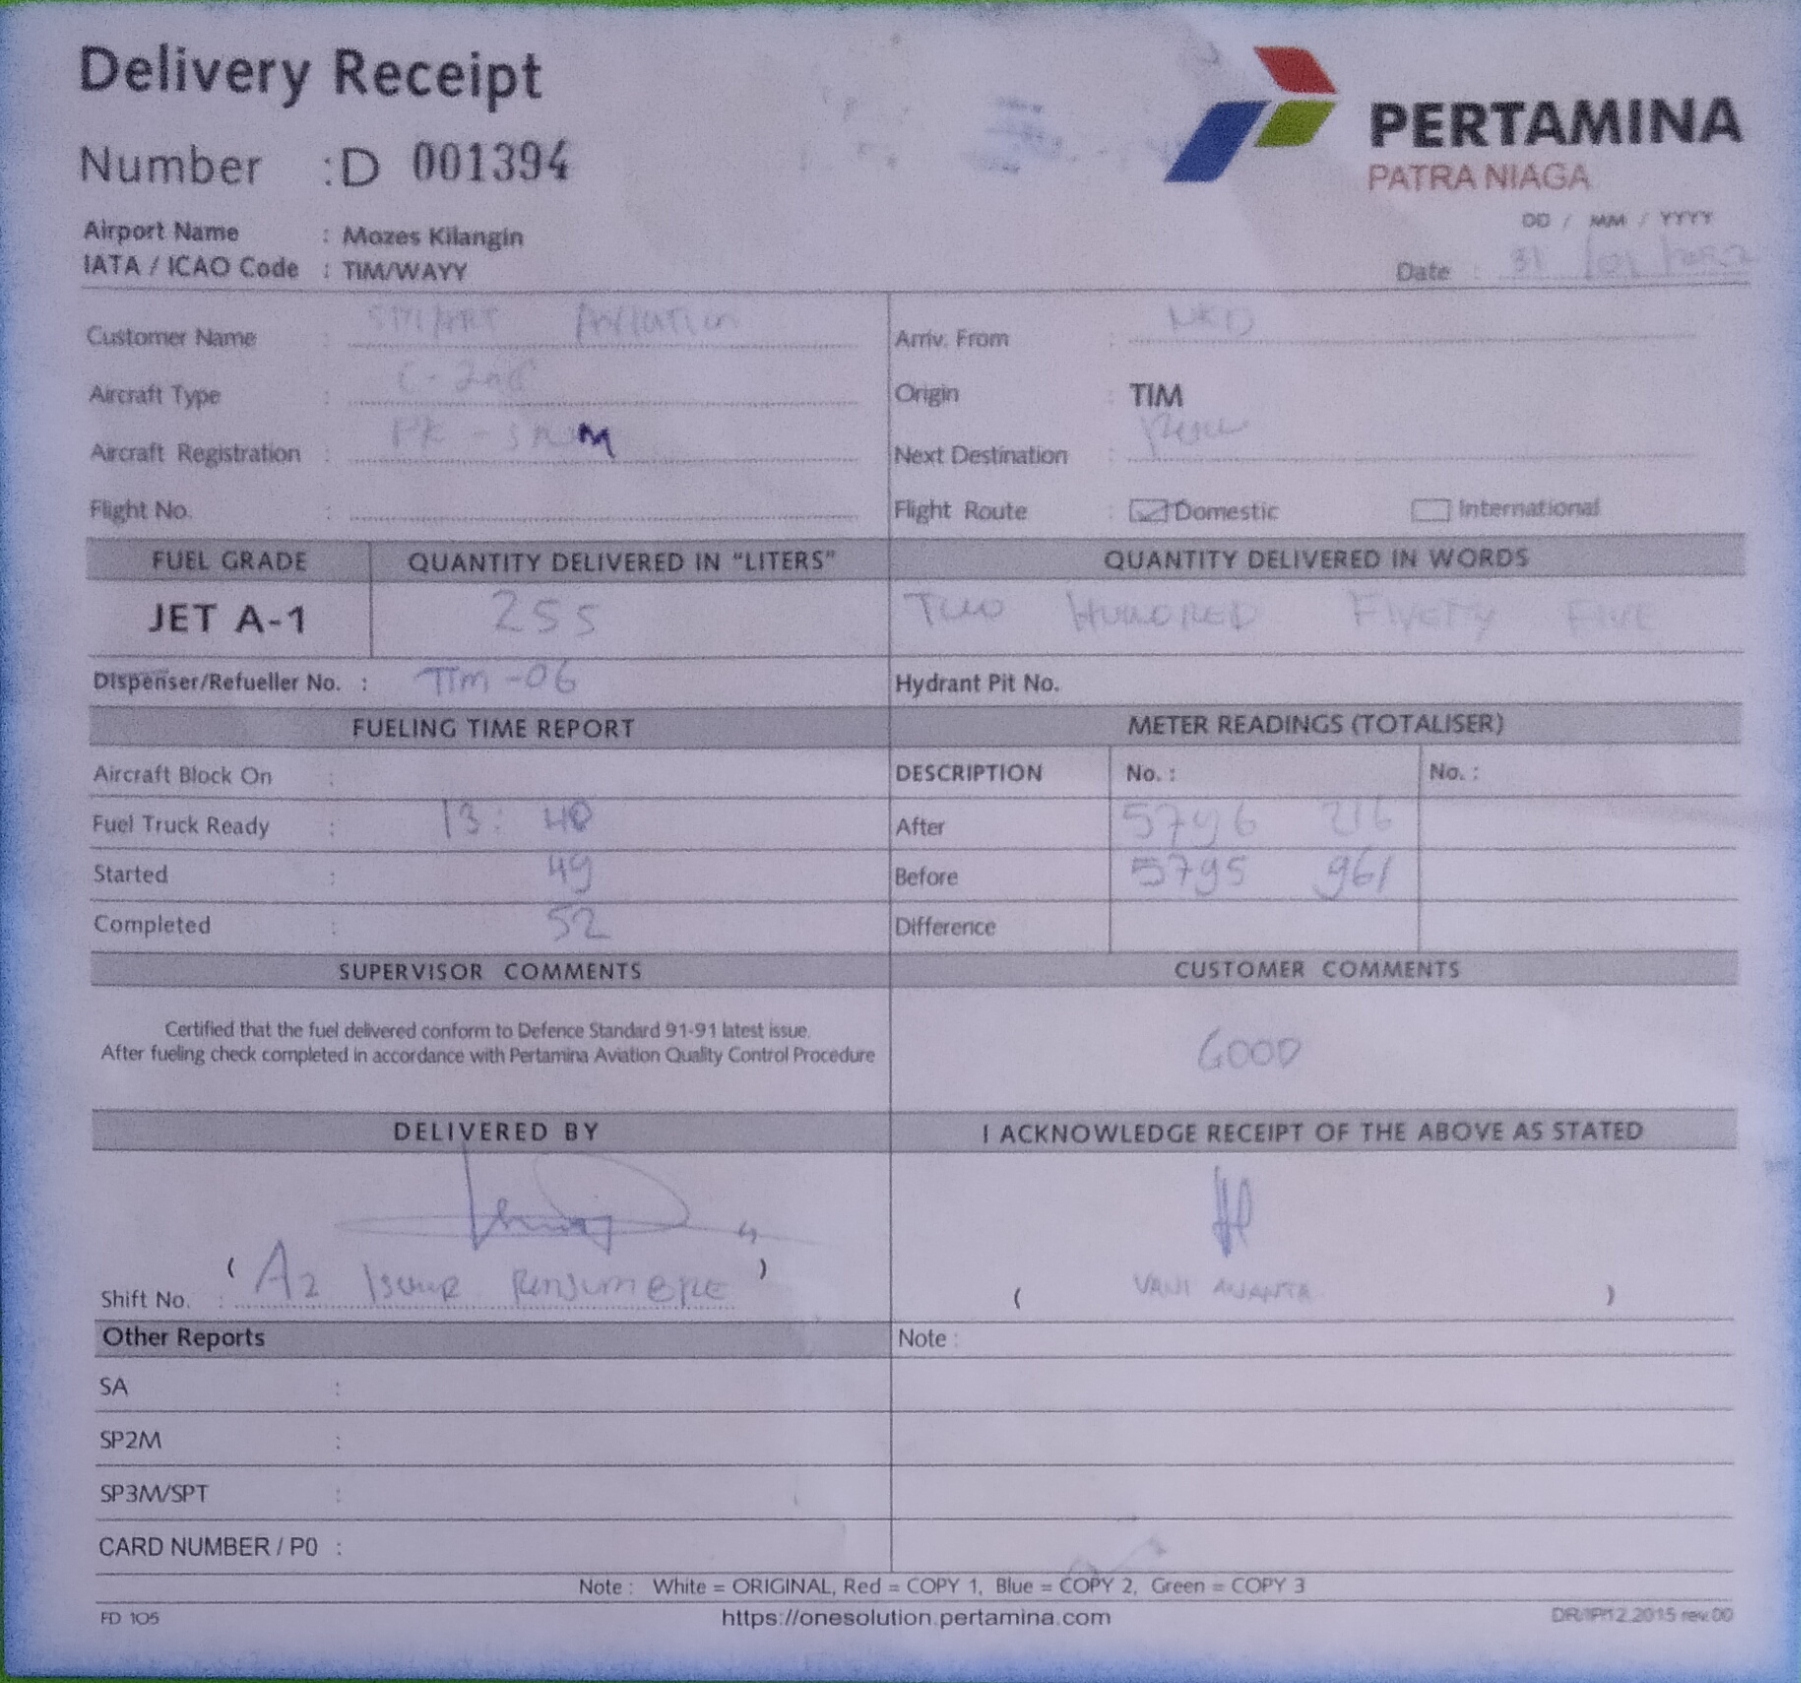 Delivery Receipt
PERTAMINA
PATRA NIAGA
Number : D 001394
Airport Name : Mozes Kilangin
DD / MM / YYYY
IATA / ICAO Code : TIM/WAYY
Date : 31
Customer Name : SMART Aviation
Arriv. From : NKD
Aircraft Type :
Origin : TIM
Aircraft Registration : PK -
Next Destination :
Flight No. :
Flight Route : Domestic International
FUEL GRADE QUANTITY DELIVERED IN "LITERS" QUANTITY DELIVERED IN WORDS
JET A-1 255 TWO HUNDRED FIVETY FIVE
Dispenser/Refueller No. : TIM-06
Hydrant Pit No.
FUELING TIME REPORT METER READINGS (TOTALISER)
Aircraft Block On :
DESCRIPTION No. : No. :
Fuel Truck Ready : 13: 48
After 5796 216
Started : 49
Before 5795 961
Completed : 52
Difference
SUPERVISOR COMMENTS CUSTOMER COMMENTS
Certified that the fuel delivered conform to Defence Standard 91-91 latest issue.
After fueling check completed in accordance with Pertamina Aviation Quality Control Procedure
GOOD
DELIVERED BY I ACKNOWLEDGE RECEIPT OF THE ABOVE AS STATED
( )
Shift No. : A2
( VANI ANANTA )
Other Reports Note :
SA :
SP2M :
SP3M/SPT :
CARD NUMBER / P0 :
Note : White = ORIGINAL, Red = COPY 1, Blue = COPY 2, Green = COPY 3
FD 105 https://onesolution.pertamina.com DR/IP/12.2015 rev.00